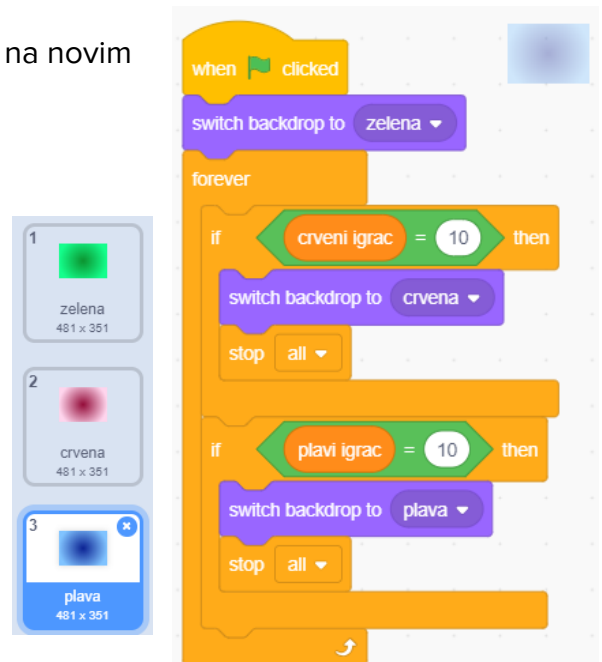 na novim
when clicked
switch backdrop to zelena
forever
if crveni igrac = 10 then
switch backdrop to crvena
stop all
if plavi igrac = 10 then
switch backdrop to plava
stop all
1
zelena
481 x 351
2
crvena
481 x 351
3
plava
481 x 351